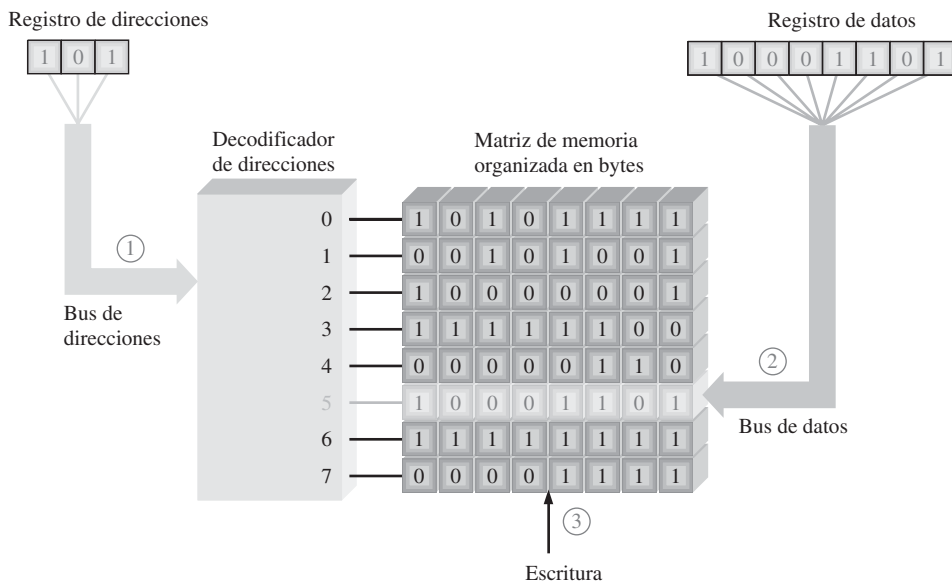 Registro de direcciones
1 0 1
Registro de datos
1 0 0 0 1 1 0 1
Decodificador
de direcciones
Matriz de memoria
organizada en bytes
0 1 0 1 0 1 1 1 1
1 0 0 1 0 1 0 0 1
2 1 0 0 0 0 0 0 1
3 1 1 1 1 1 1 0 0
4 0 0 0 0 0 1 1 0
5 1 0 0 0 1 1 0 1
6 1 1 1 1 1 1 1 1
7 0 0 0 0 1 1 1 1
1
Bus de
direcciones
2
Bus de datos
3
Escritura